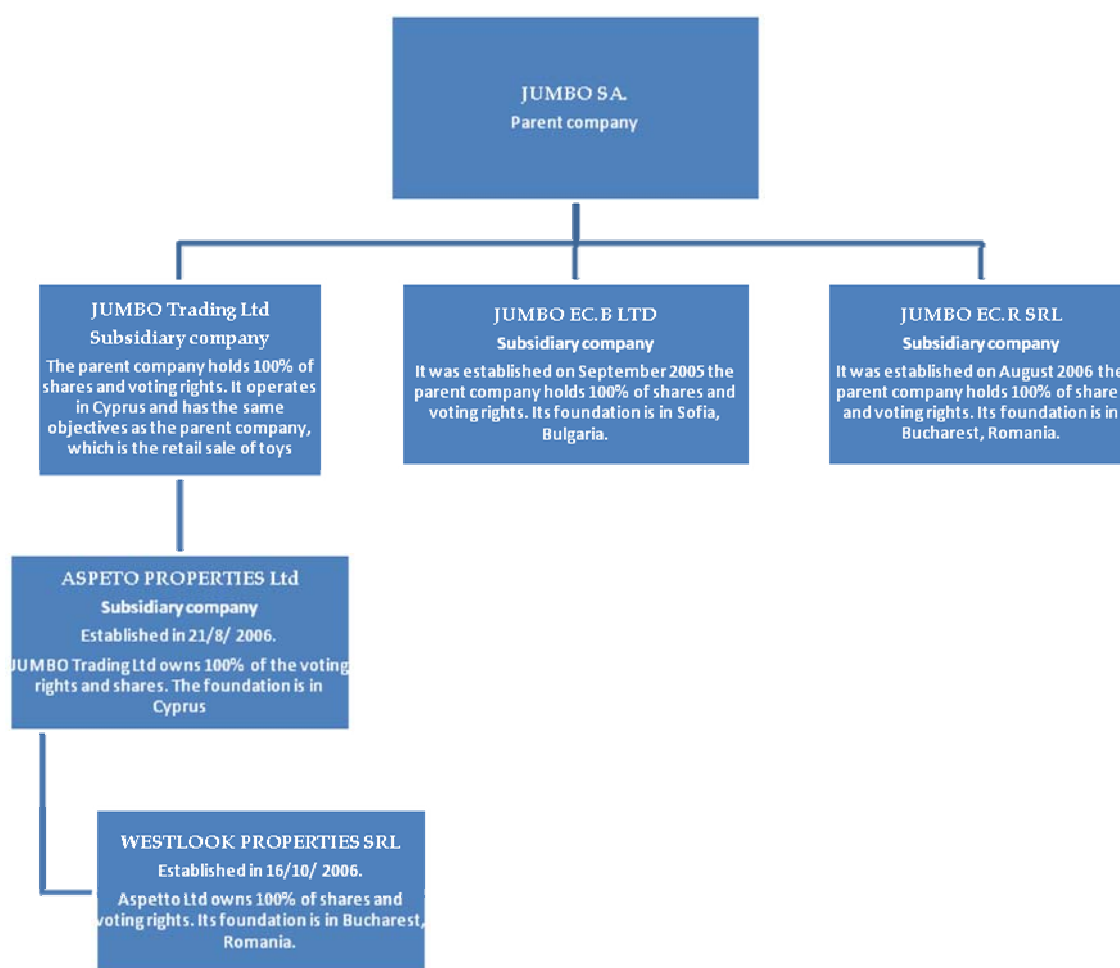 JUMBO SA.
Parent company
JUMBO Trading Ltd
Subsidiary company
The parent company holds 100% of
shares and voting rights. It operates
in Cyprus and has the same
objectives as the parent company,
which is the retail sale of toys
JUMBO EC.B LTD
Subsidiary company
It was established on September 2005 the
parent company holds 100% of shares and
voting rights. Its foundation is in Sofia,
Bulgaria.
JUMBO EC.R SRL
Subsidiary company
It was established on August 2006 the
parent company holds 100% of share
and voting rights. Its foundation is in
Bucharest, Romania.
ASPETO PROPERTIES Ltd
Subsidiary company
Established in 21/8/ 2006.
JUMBO Trading Ltd owns 100% of the voting
rights and shares. The foundation is in
Cyprus
WESTLOOK PROPERTIES SRL
Established in 16/10/ 2006.
Aspetto Ltd owns 100% of shares and
voting rights. Its foundation is in Bucharest,
Romania.